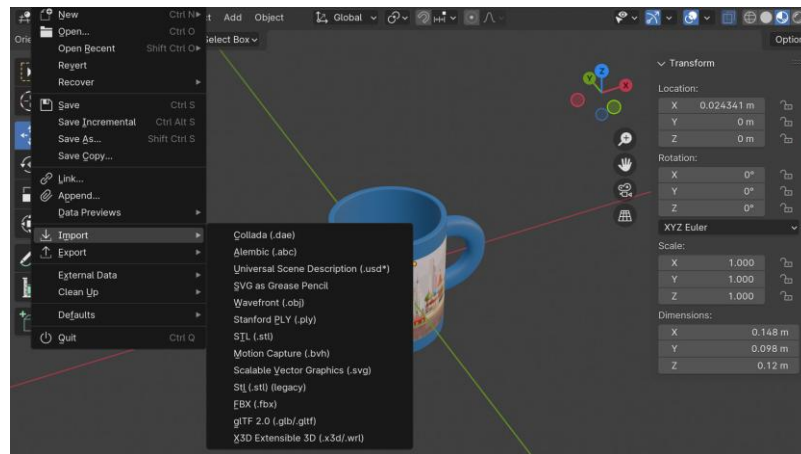 New Ctrl N
Add Object Global
Open... Ctrl O
Select Box
Optio
Open Recent Shift Ctrl O
Revert
Recover
Save Ctrl S
Save Incremental Ctrl Alt S
Save As... Shift Ctrl S
Save Copy...
Link...
Append...
Data Previews
Import
Export
External Data
Clean Up
Defaults
Quit Ctrl Q
Collada (.dae)
Alembic (.abc)
Universal Scene Description (.usd*)
SVG as Grease Pencil
Wavefront (.obj)
Stanford PLY (.ply)
STL (.stl)
Motion Capture (.bvh)
Scalable Vector Graphics (.svg)
Stl (.stl) (legacy)
FBX (.fbx)
glTF 2.0 (.glb/.gltf)
X3D Extensible 3D (.x3d/.wrl)
Z
Y
X
Transform
Location:
X 0.024341 m
Y 0 m
Z 0 m
Rotation:
X 0°
Y 0°
Z 0°
XYZ Euler
Scale:
X 1.000
Y 1.000
Z 1.000
Dimensions:
X 0.148 m
Y 0.098 m
Z 0.12 m